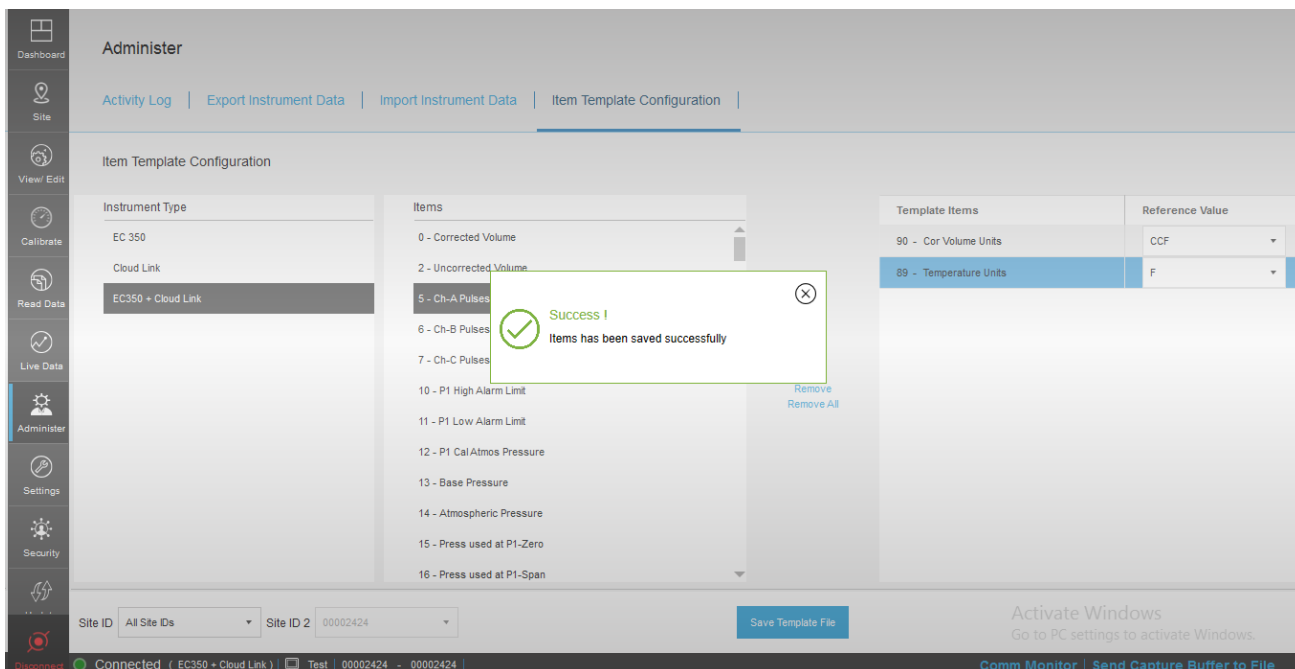 Dashboard
Site
View/ Edit
Calibrate
Read Data
Live Data
Administer
Settings
Security
Disconnect
Administer
Activity Log | Export Instrument Data | Import Instrument Data | Item Template Configuration |
Item Template Configuration
Instrument Type
EC 350
Cloud Link
EC350 + Cloud Link
Items
0 - Corrected Volume
2 - Uncorrected Volume
5 - Ch-A Pulses
6 - Ch-B Pulses
7 - Ch-C Pulses
10 - P1 High Alarm Limit
11 - P1 Low Alarm Limit
12 - P1 Cal Atmos Pressure
13 - Base Pressure
14 - Atmospheric Pressure
15 - Press used at P1-Zero
16 - Press used at P1-Span
Success !
Items has been saved successfully
Remove
Remove All
Template Items Reference Value
90 - Cor Volume Units CCF
89 - Temperature Units F
Site ID All Site IDs Site ID 2 00002424
Save Template File
Activate Windows
Go to PC settings to activate Windows.
Connected ( EC350 + Cloud Link ) | Test | 00002424 - 00002424 |
Comm Monitor | Send Capture Buffer to File